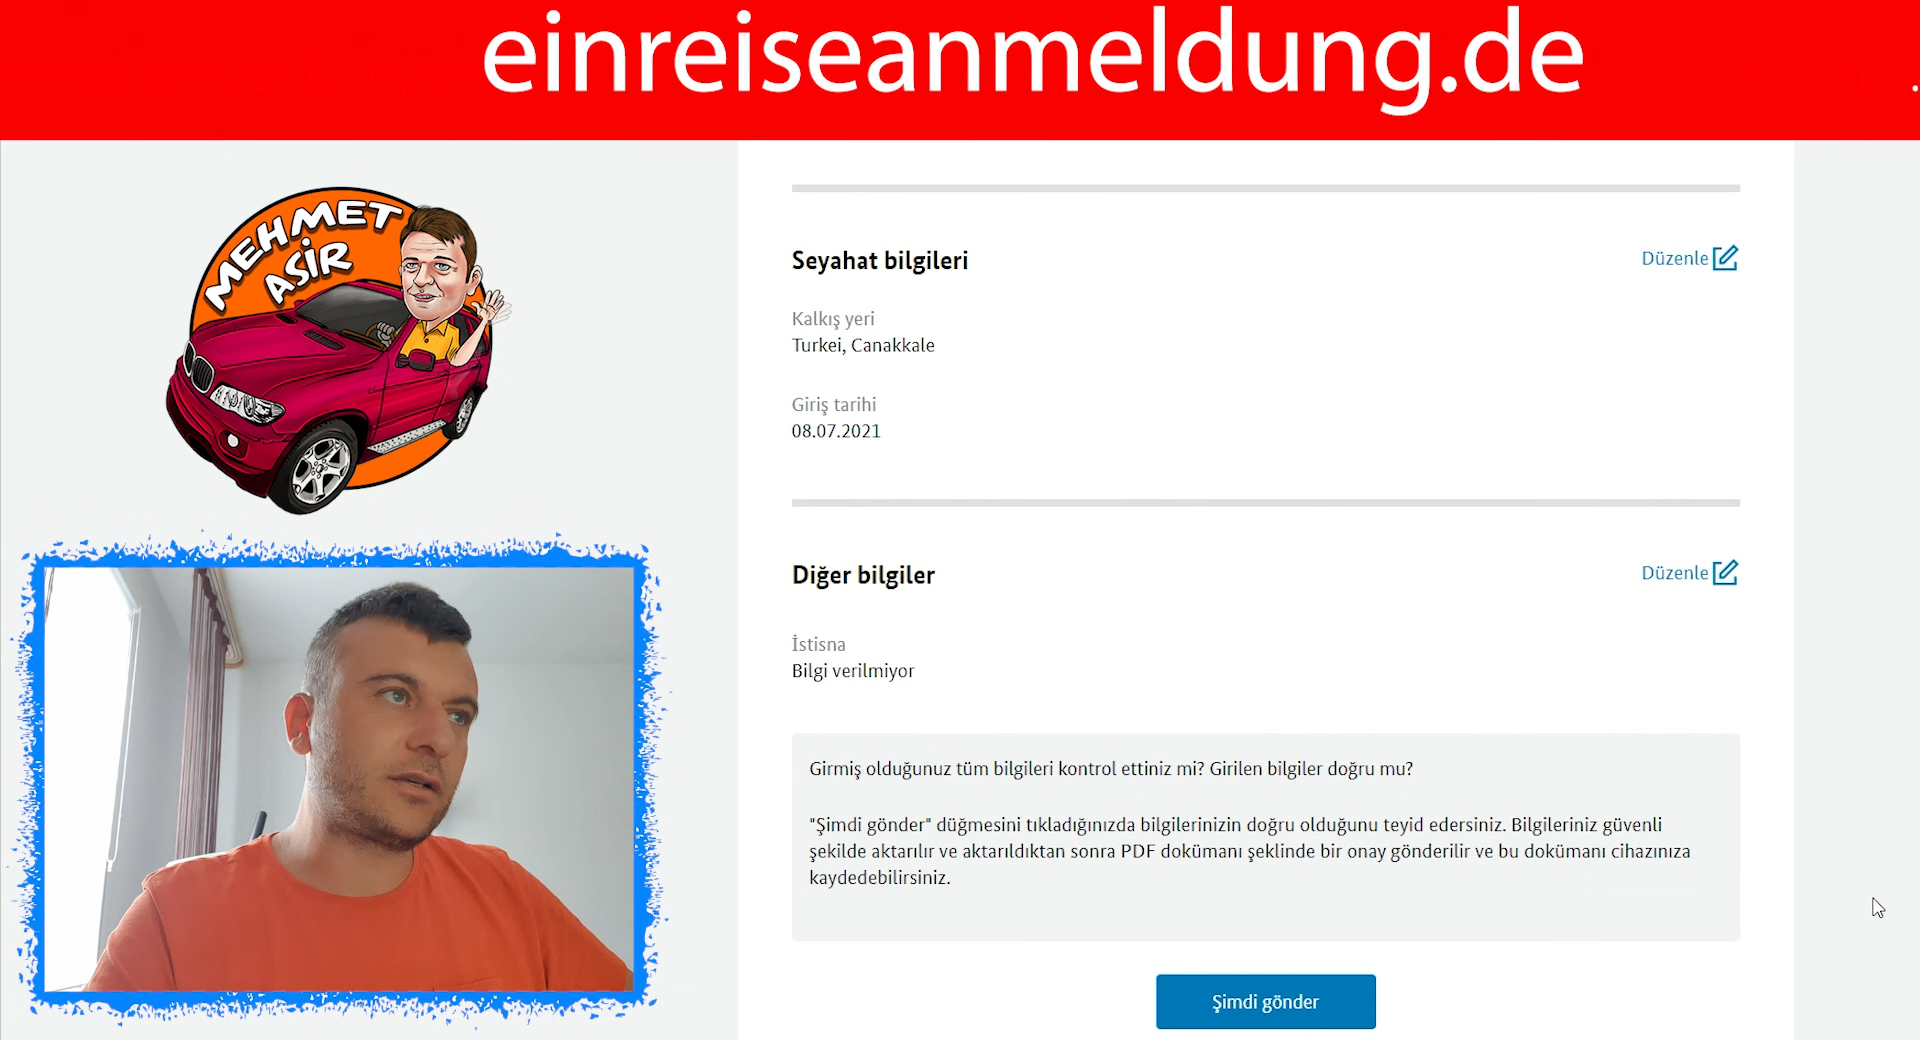 einreiseanmeldung.de
MEHMET
ASİR
Seyahat bilgileri
Düzenle
Kalkış yeri
Turkei, Canakkale
Giriş tarihi
08.07.2021
Diğer bilgiler
Düzenle
İstisna
Bilgi verilmiyor
Girmiş olduğunuz tüm bilgileri kontrol ettiniz mi? Girilen bilgiler doğru mu?
"Şimdi gönder" düğmesini tıkladığınızda bilgilerinizin doğru olduğunu teyid edersiniz. Bilgileriniz güvenli
şekilde aktarılır ve aktarıldıktan sonra PDF dokümanı şeklinde bir onay gönderilir ve bu dokümanı cihazınıza
kaydedebilirsiniz.
Şimdi gönder